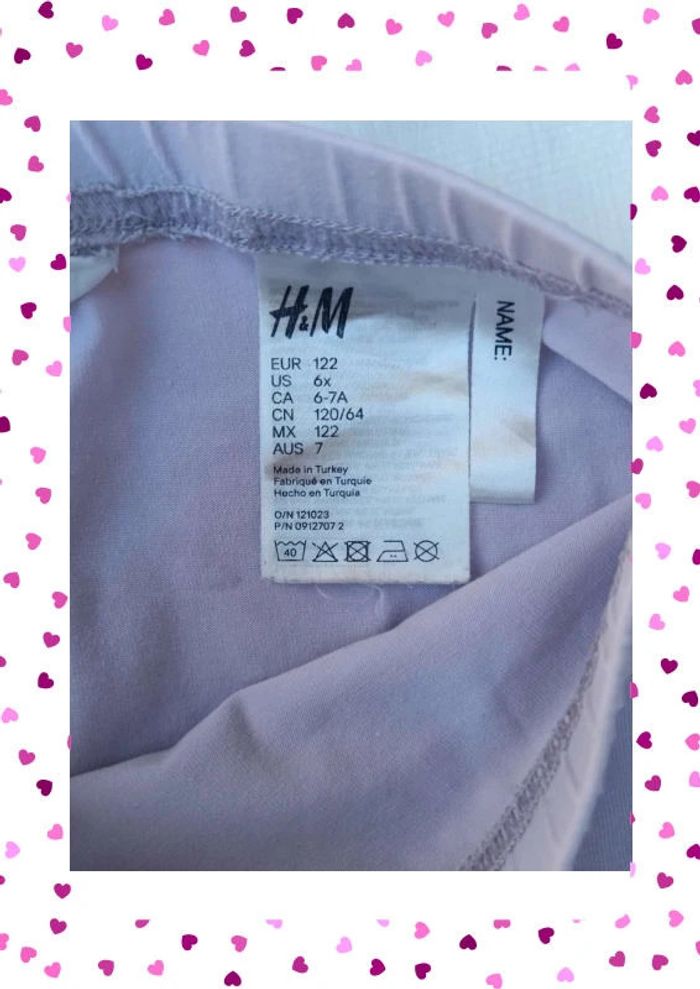 H&M
EUR 122
US 6x
CA 6-7A
CN 120/64
MX 122
AUS 7
Made in Turkey
Fabriqué en Turquie
Hecho en Turquía
O/N 121023
P/N 0912707 2
40
NAME: